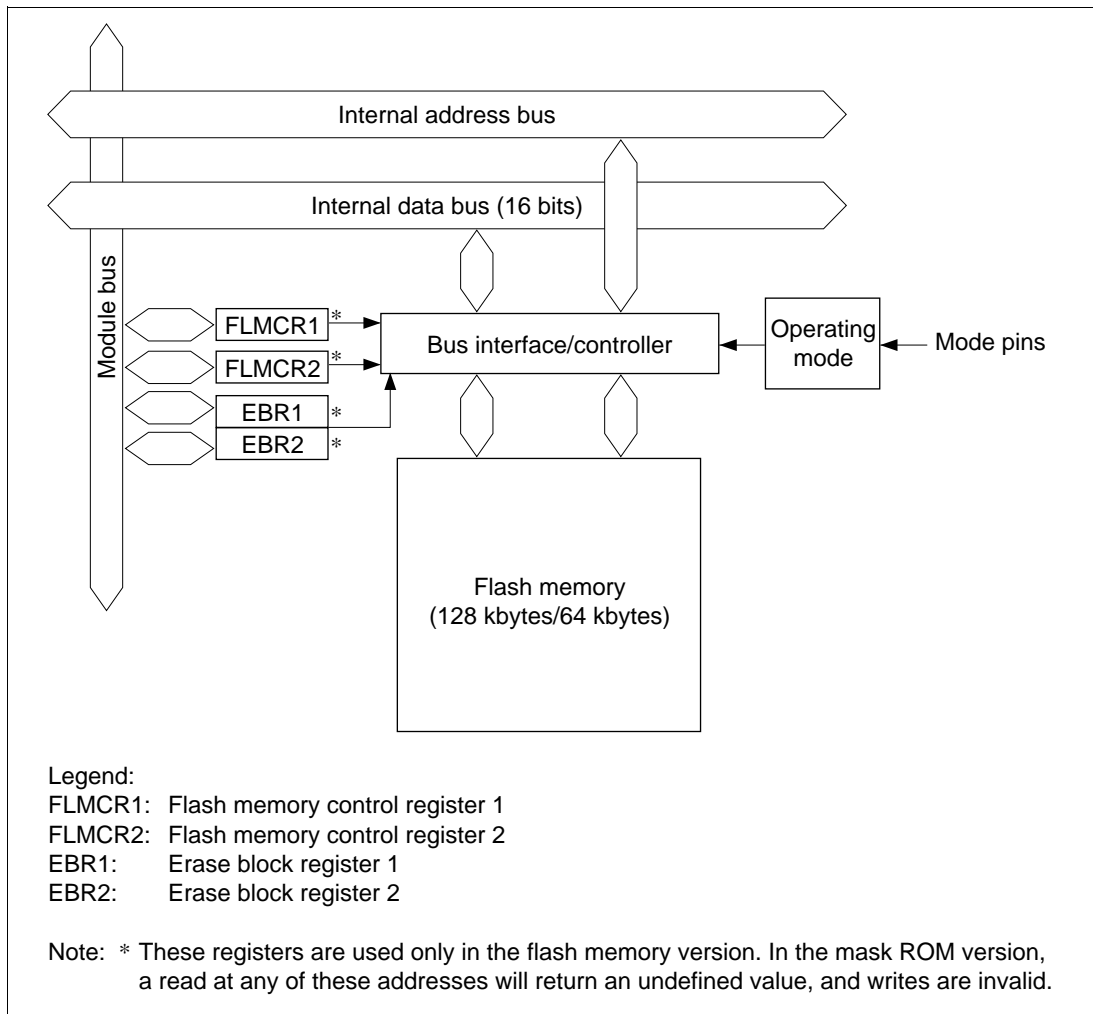 Internal address bus
Internal data bus (16 bits)
Module bus
FLMCR1 *
FLMCR2 *
EBR1 *
EBR2 *
Bus interface/controller
Operating
mode
Mode pins
Flash memory
(128 kbytes/64 kbytes)
Legend:
FLMCR1: Flash memory control register 1
FLMCR2: Flash memory control register 2
EBR1: Erase block register 1
EBR2: Erase block register 2
Note: * These registers are used only in the flash memory version. In the mask ROM version,
a read at any of these addresses will return an undefined value, and writes are invalid.